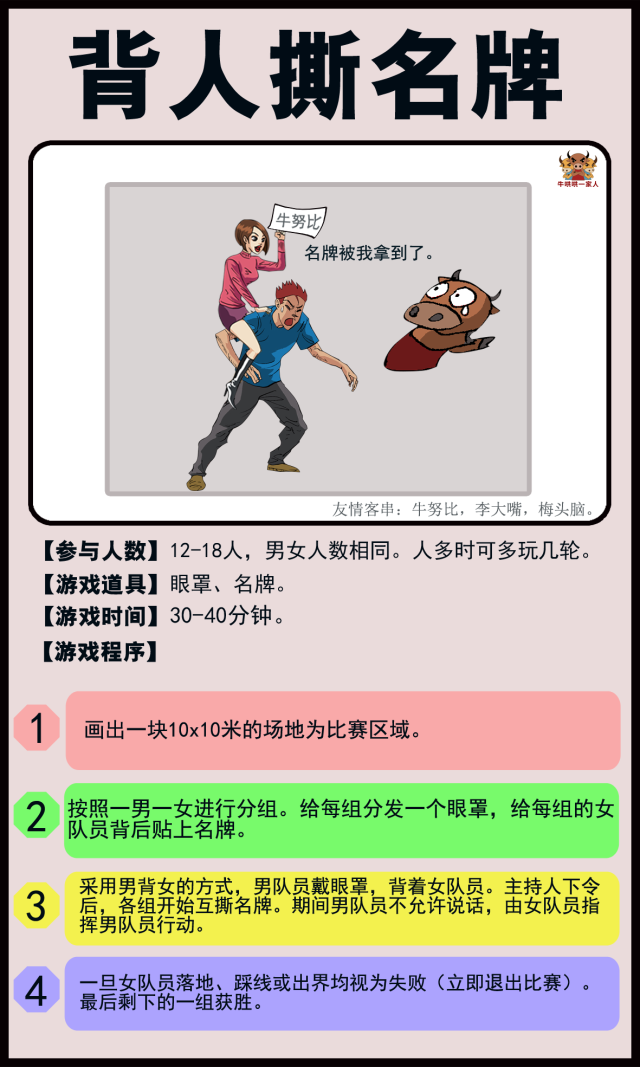 背人撕名牌
牛哄哄一家人
牛努比
名牌被我拿到了。
友情客串：牛努比，李大嘴，梅头脑。
【参与人数】12-18人，男女人数相同。人多时可多玩几轮。
【游戏道具】眼罩、名牌。
【游戏时间】30-40分钟。
【游戏程序】
1 画出一块10x10米的场地为比赛区域。
2 按照一男一女进行分组。给每组分发一个眼罩，给每组的女
队员背后贴上名牌。
3 采用男背女的方式，男队员戴眼罩，背着女队员。主持人下令
后，各组开始互撕名牌。期间男队员不允许说话，由女队员指
挥男队员行动。
4 一旦女队员落地、踩线或出界均视为失败（立即退出比赛）。
最后剩下的一组获胜。